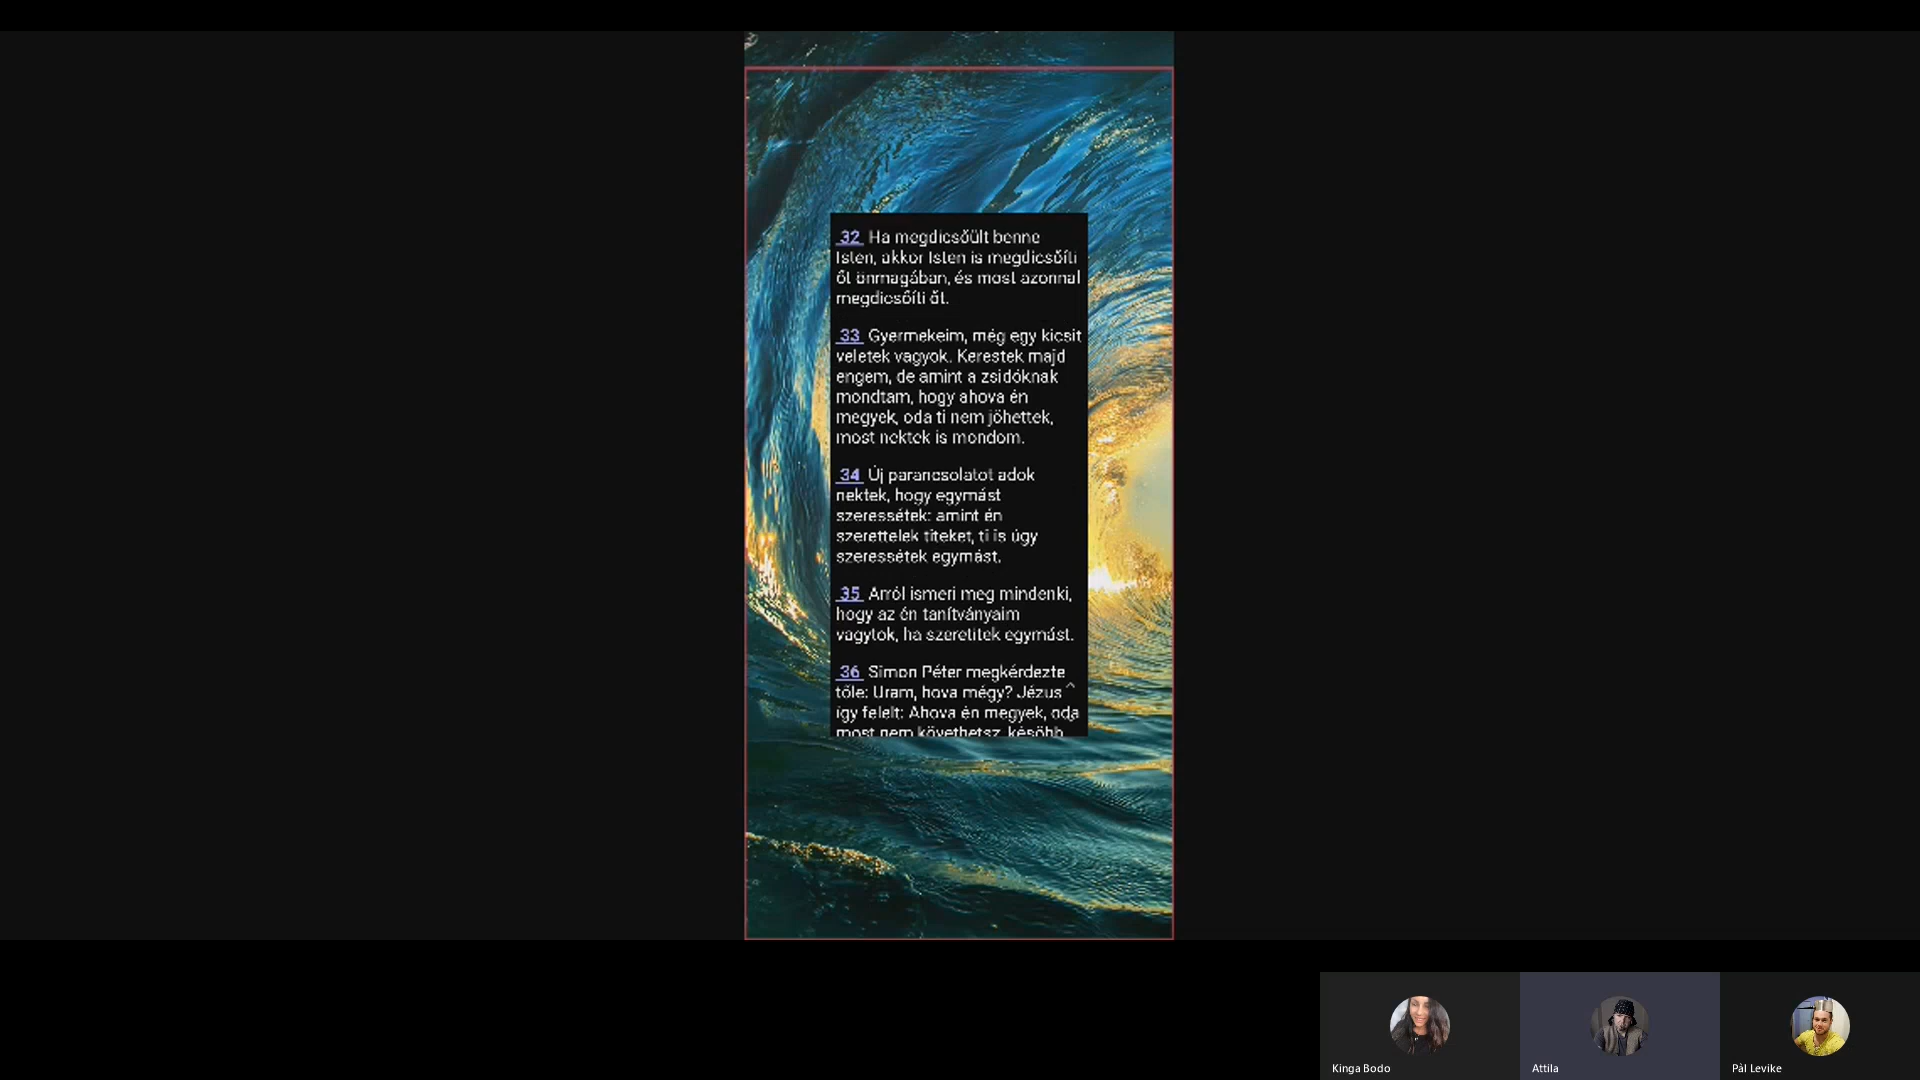 32 Ha megdicsőült benne
Isten, akkor Isten is megdicsőíti
őt önmagában, és most azonnal
megdicsőíti őt.
33 Gyermekeim, még egy kicsit
veletek vagyok. Kerestek majd
engem, de amint a zsidóknak
mondtam, hogy ahova én
megyek, oda ti nem jöhettek,
most nektek is mondom.
34 Új parancsolatot adok
nektek, hogy egymást
szeressétek: amint én
szerettelek titeket, ti is úgy
szeressétek egymást.
35 Arról ismeri meg mindenki,
hogy az én tanítványaim
vagytok, ha szeretitek egymást.
36 Simon Péter megkérdezte
tőle: Uram, hova mégy? Jézus
így felelt: Ahova én megyek, oda
most nem követhetsz, később
Kinga Bodo
Attila
Pàl Levike